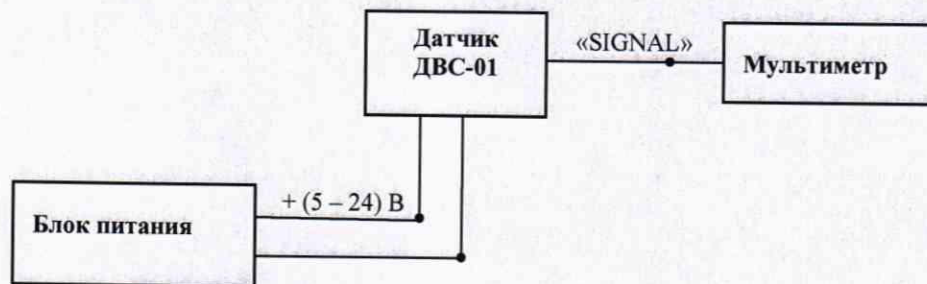 Датчик
ДВС-01
«SIGNAL»
Мультиметр
+ (5 – 24) В
Блок питания